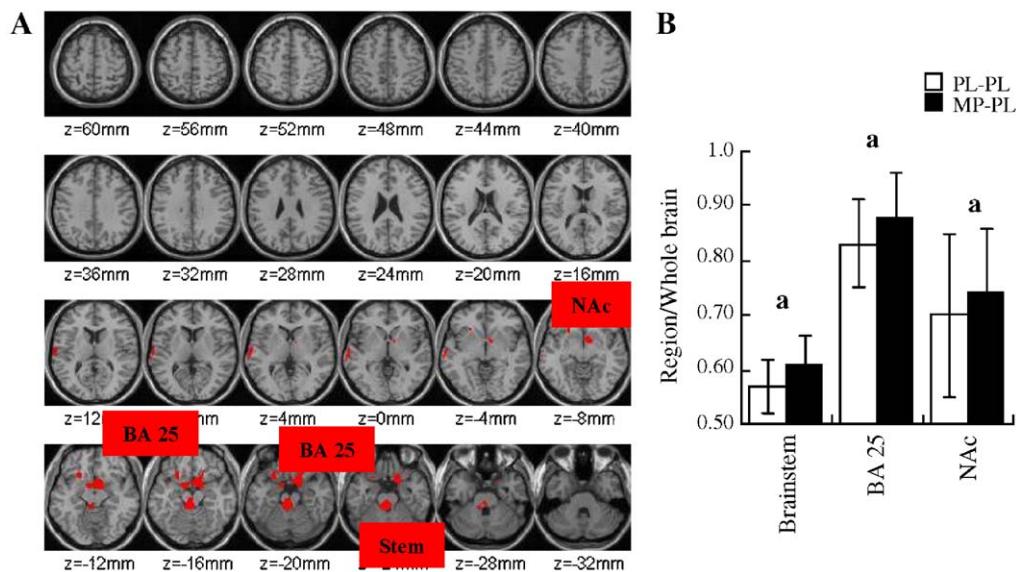 A
z=60mm z=56mm z=52mm z=48mm z=44mm z=40mm
z=36mm z=32mm z=28mm z=24mm z=20mm z=16mm
NAc
z=4mm z=0mm z=-4mm z=-8mm
BA 25
BA 25
Stem
z=-12mm z=-16mm z=-20mm z=-28mm z=-32mm
B
PL-PL
MP-PL
Region/Whole brain
1.0
0.90
0.80
0.70
0.60
0.50
a
a
a
Brainstem
BA 25
NAc